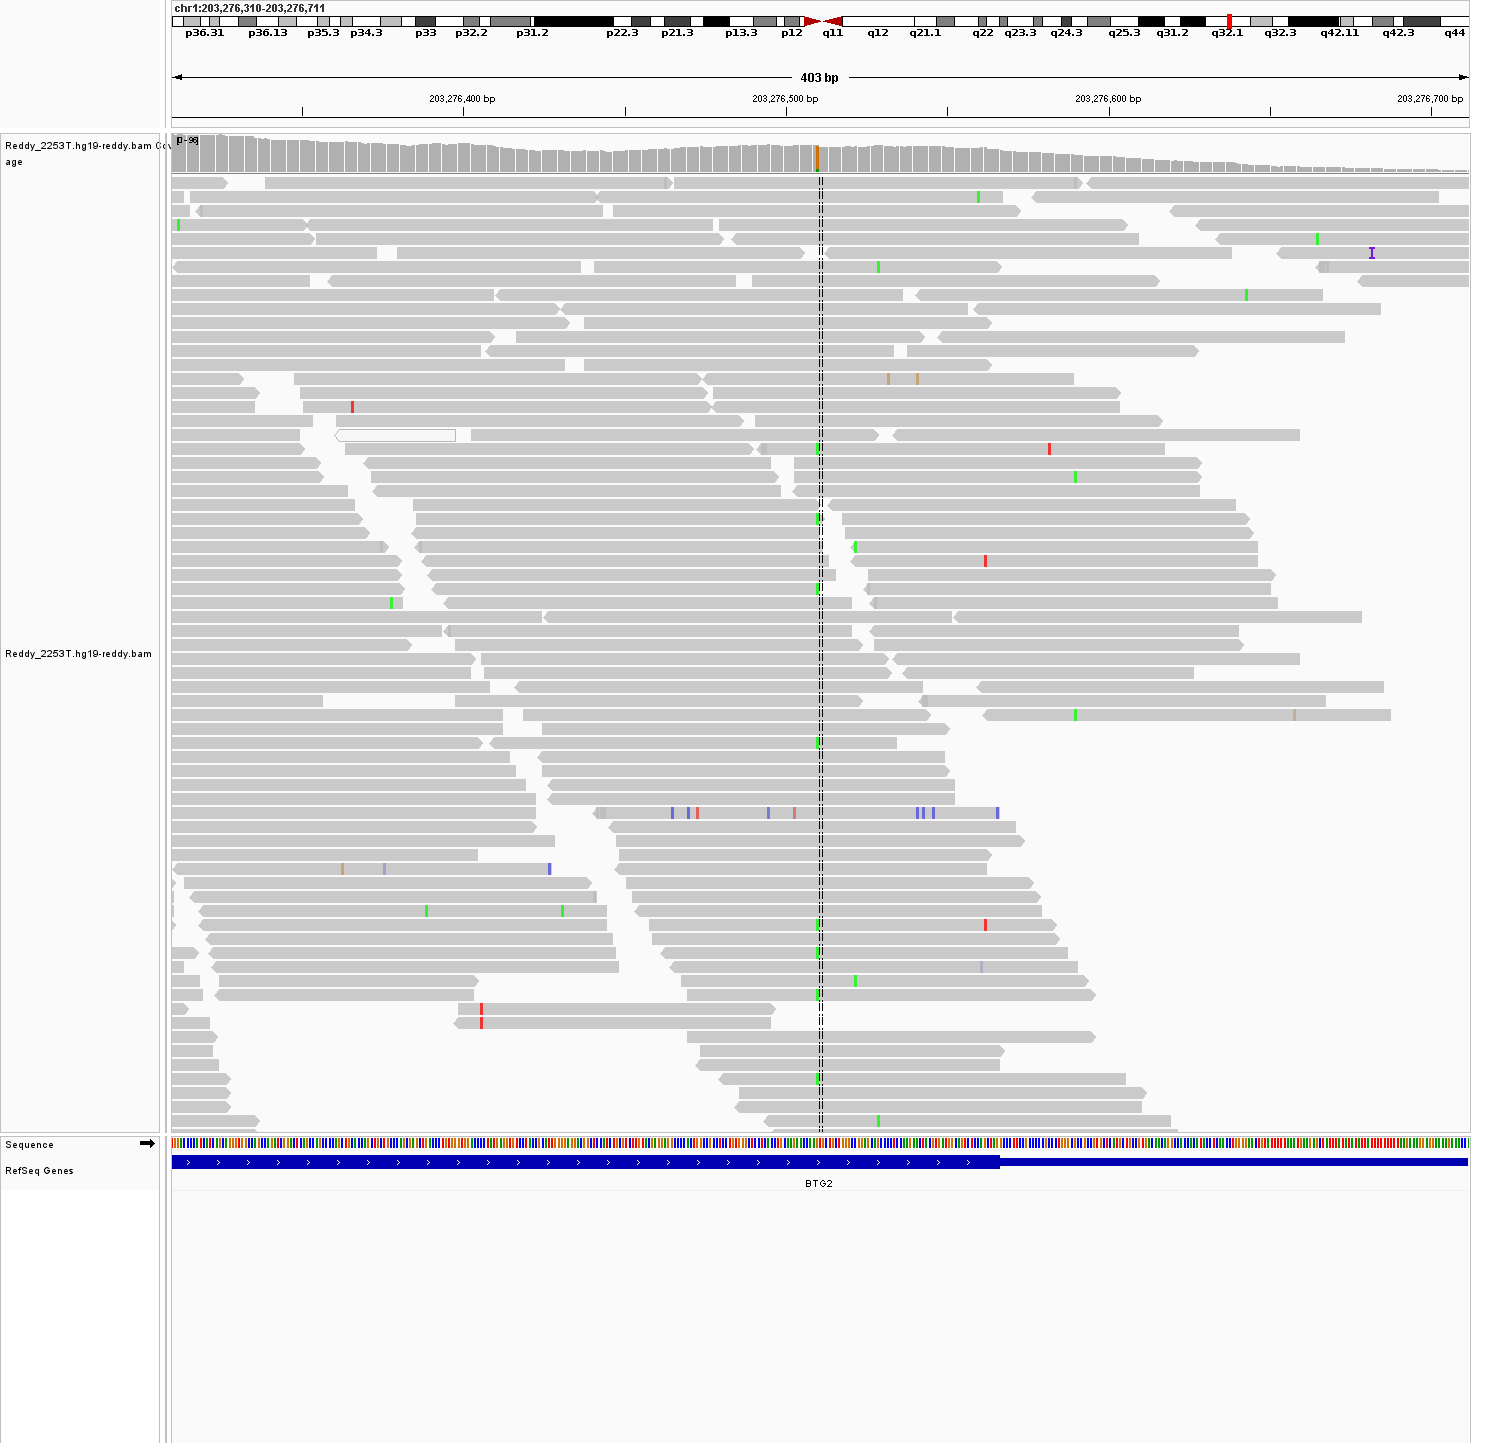 chr1:203,276,310-203,276,711
p36.31 p36.13 p35.3 p34.3 p33 p32.2 p31.2 p22.3 p21.3 p13.3 p12 q11 q12 q21.1 q22 q23.3 q24.3 q25.3 q31.2 q32.1 q32.3 q42.11 q42.3 q44
403 bp
203,276,400 bp 203,276,500 bp 203,276,600 bp 203,276,700 bp
[0-96]
Reddy_2253T.hg19-reddy.bam Cov
age
Reddy_2253T.hg19-reddy.bam
Sequence
RefSeq Genes
BTG2